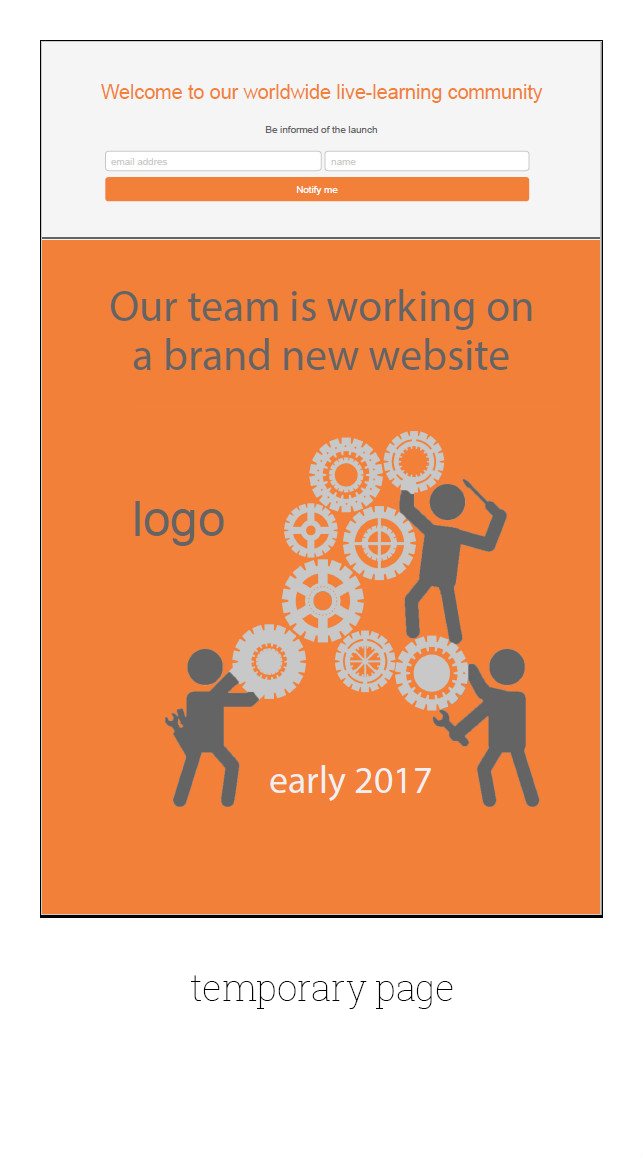 Welcome to our worldwide live-learning community
Be informed of the launch
email addres
name
Notify me
Our team is working on
a brand new website
logo
early 2017
temporary page